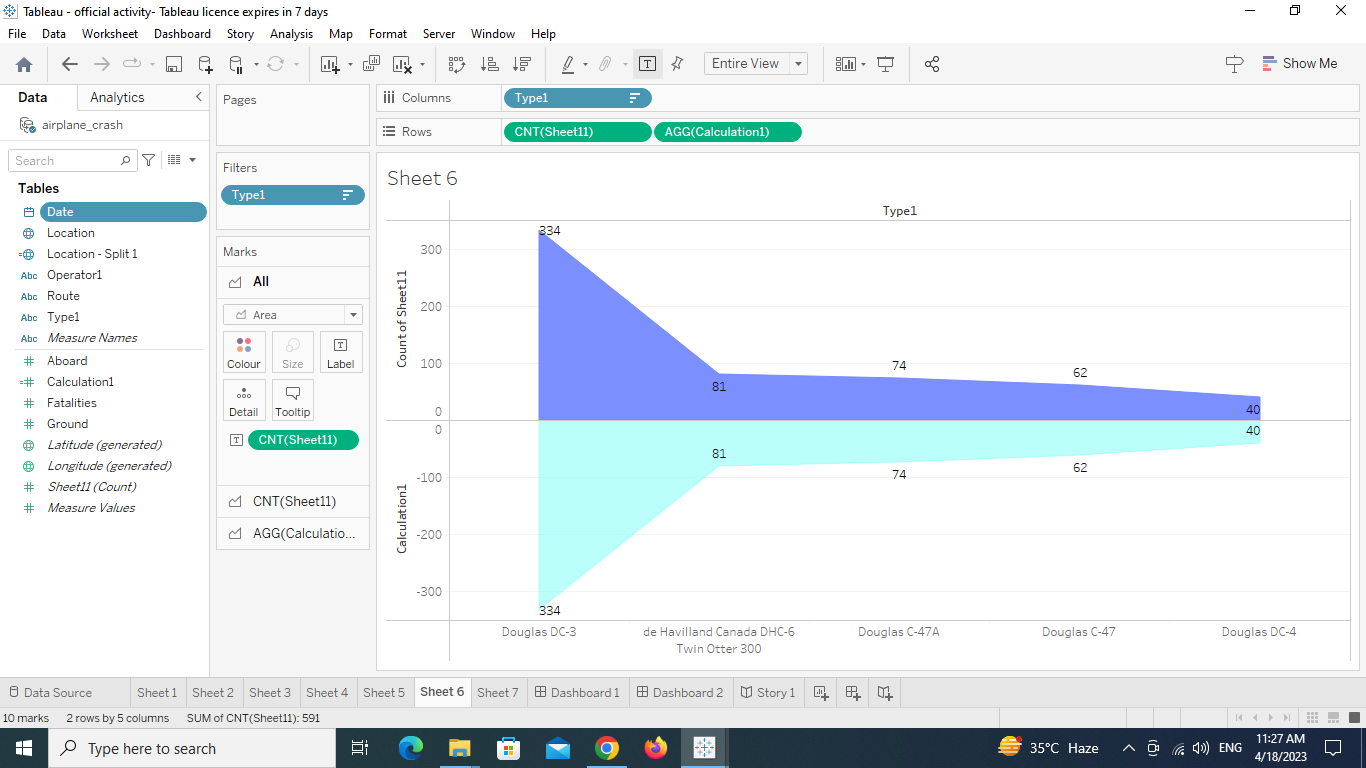 Tableau - official activity- Tableau licence expires in 7 days
File Data Worksheet Dashboard Story Analysis Map Format Server Window Help
Entire View
Show Me
Data Analytics
airplane_crash
Search
Tables
Date
Location
Location - Split 1
Abc Operator1
Abc Route
Abc Type1
Abc Measure Names
Aboard
Calculation1
Fatalities
Ground
Latitude (generated)
Longitude (generated)
Sheet11 (Count)
Measure Values
Pages
Filters
Type1
Marks
All
Area
Colour Size Label
Detail Tooltip
CNT(Sheet11)
CNT(Sheet11)
AGG(Calculatio...
Columns Type1
Rows CNT(Sheet11) AGG(Calculation1)
Sheet 6
Type1
Count of Sheet11
300
200
100
0
334
81
74
62
40
Calculation1
0
-100
-200
-300
334
81
74
62
40
Douglas DC-3
de Havilland Canada DHC-6
Twin Otter 300
Douglas C-47A
Douglas C-47
Douglas DC-4
Data Source Sheet 1 Sheet 2 Sheet 3 Sheet 4 Sheet 5 Sheet 6 Sheet 7 Dashboard 1 Dashboard 2 Story 1
10 marks 2 rows by 5 columns SUM of CNT(Sheet11): 591
Type here to search
35°C Haze
ENG
11:27 AM
4/18/2023